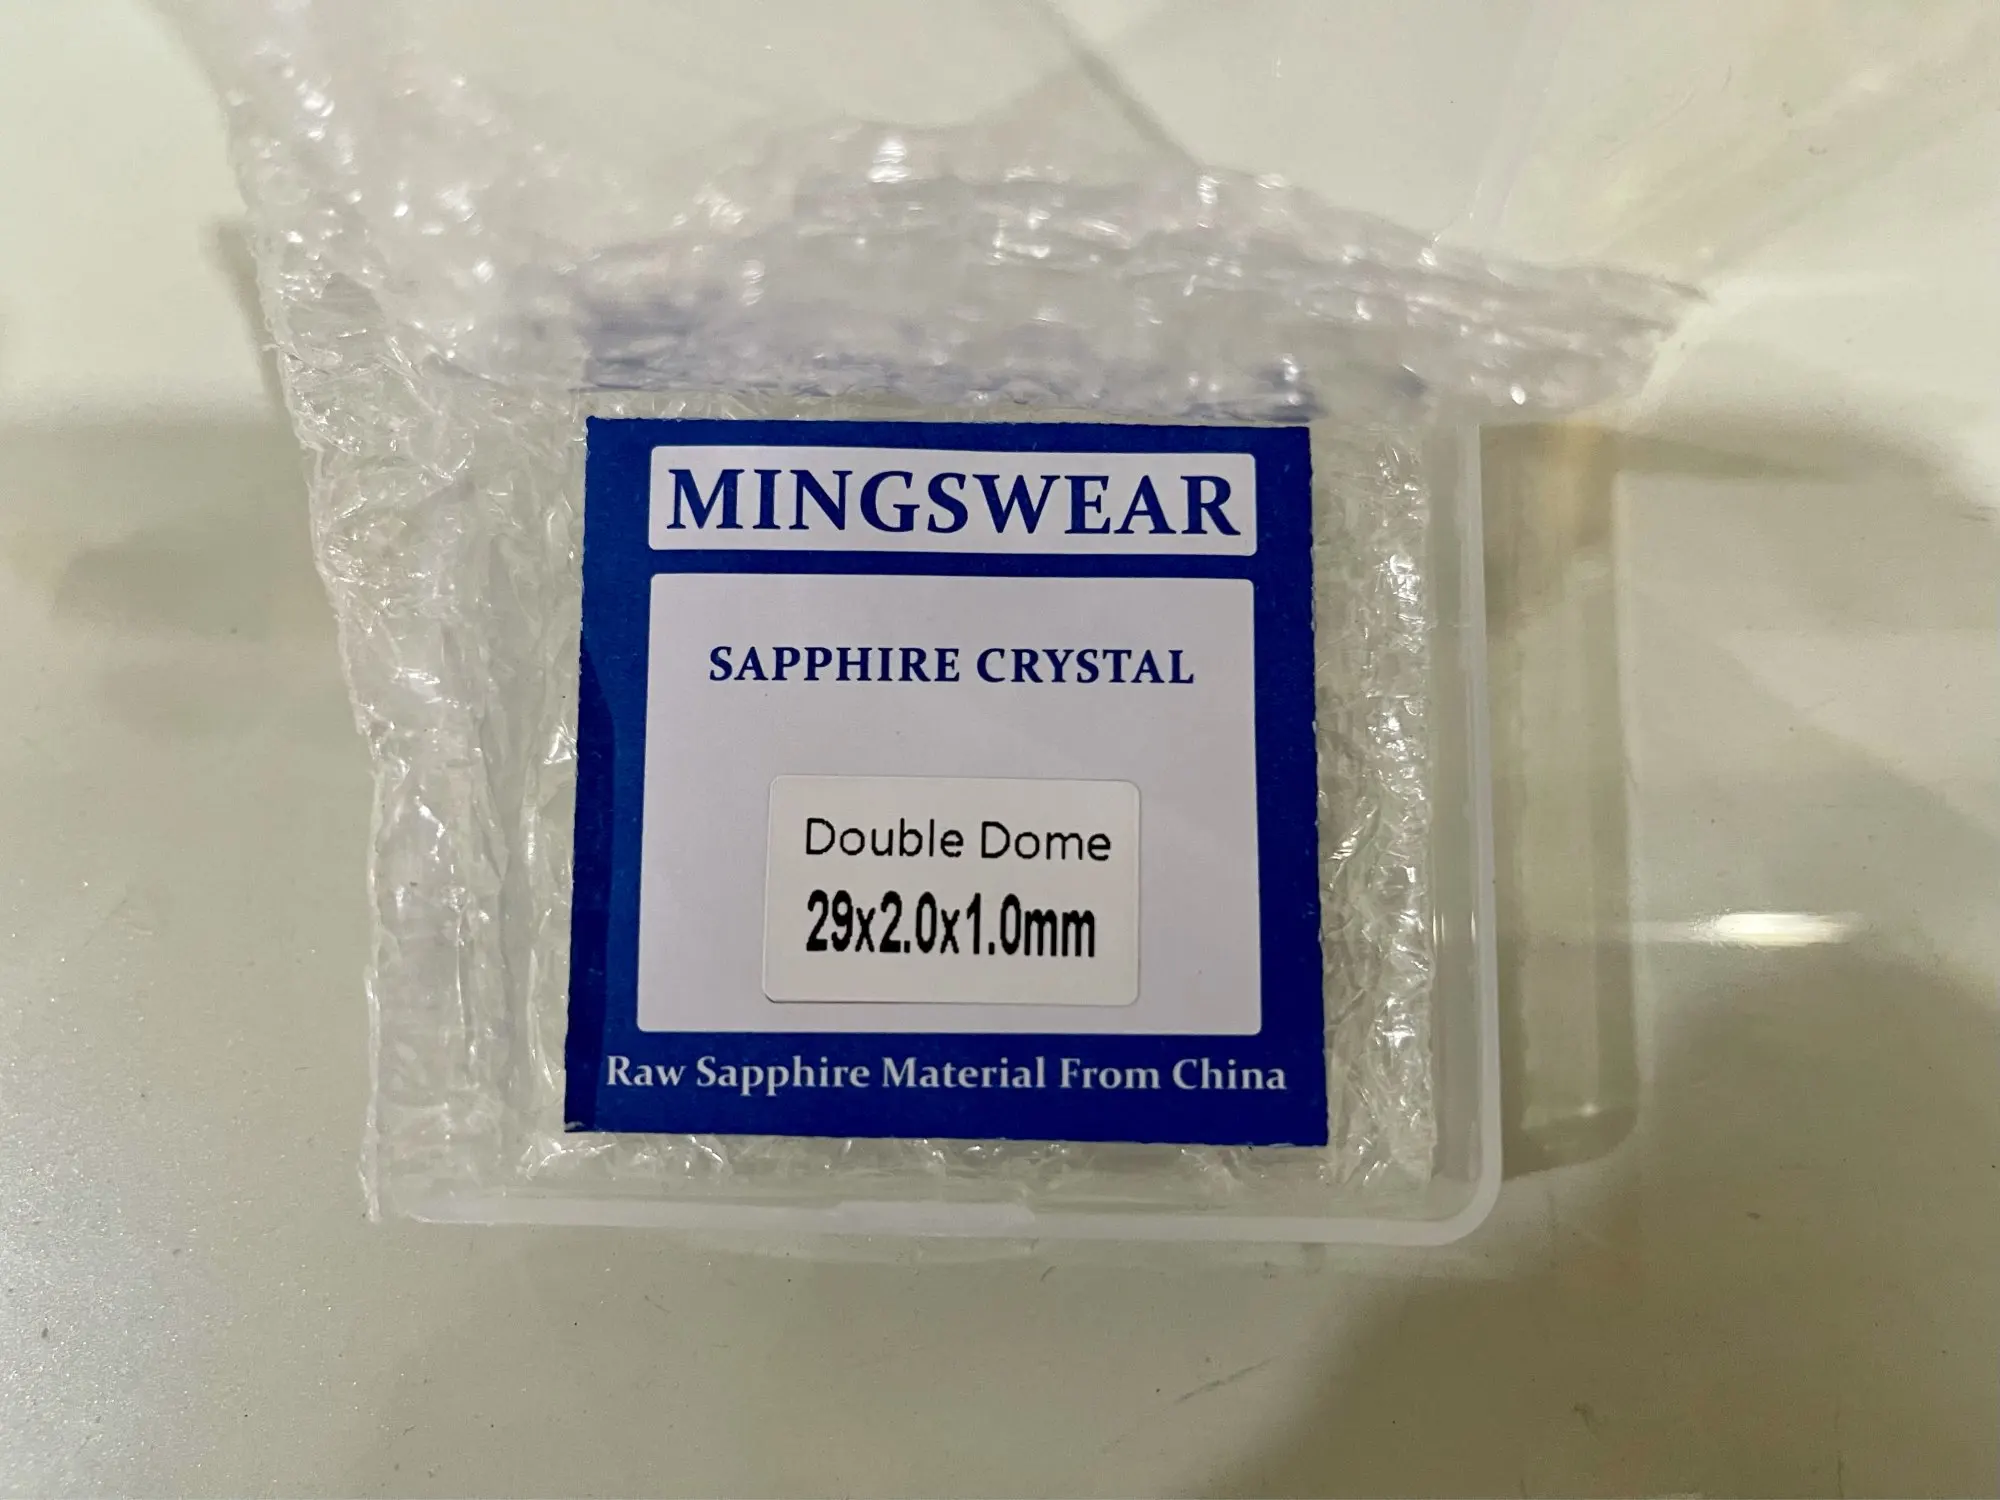 MINGSWEAR
SAPPHIRE CRYSTAL
Double Dome
29x2.0x1.0mm
Raw Sapphire Material From China